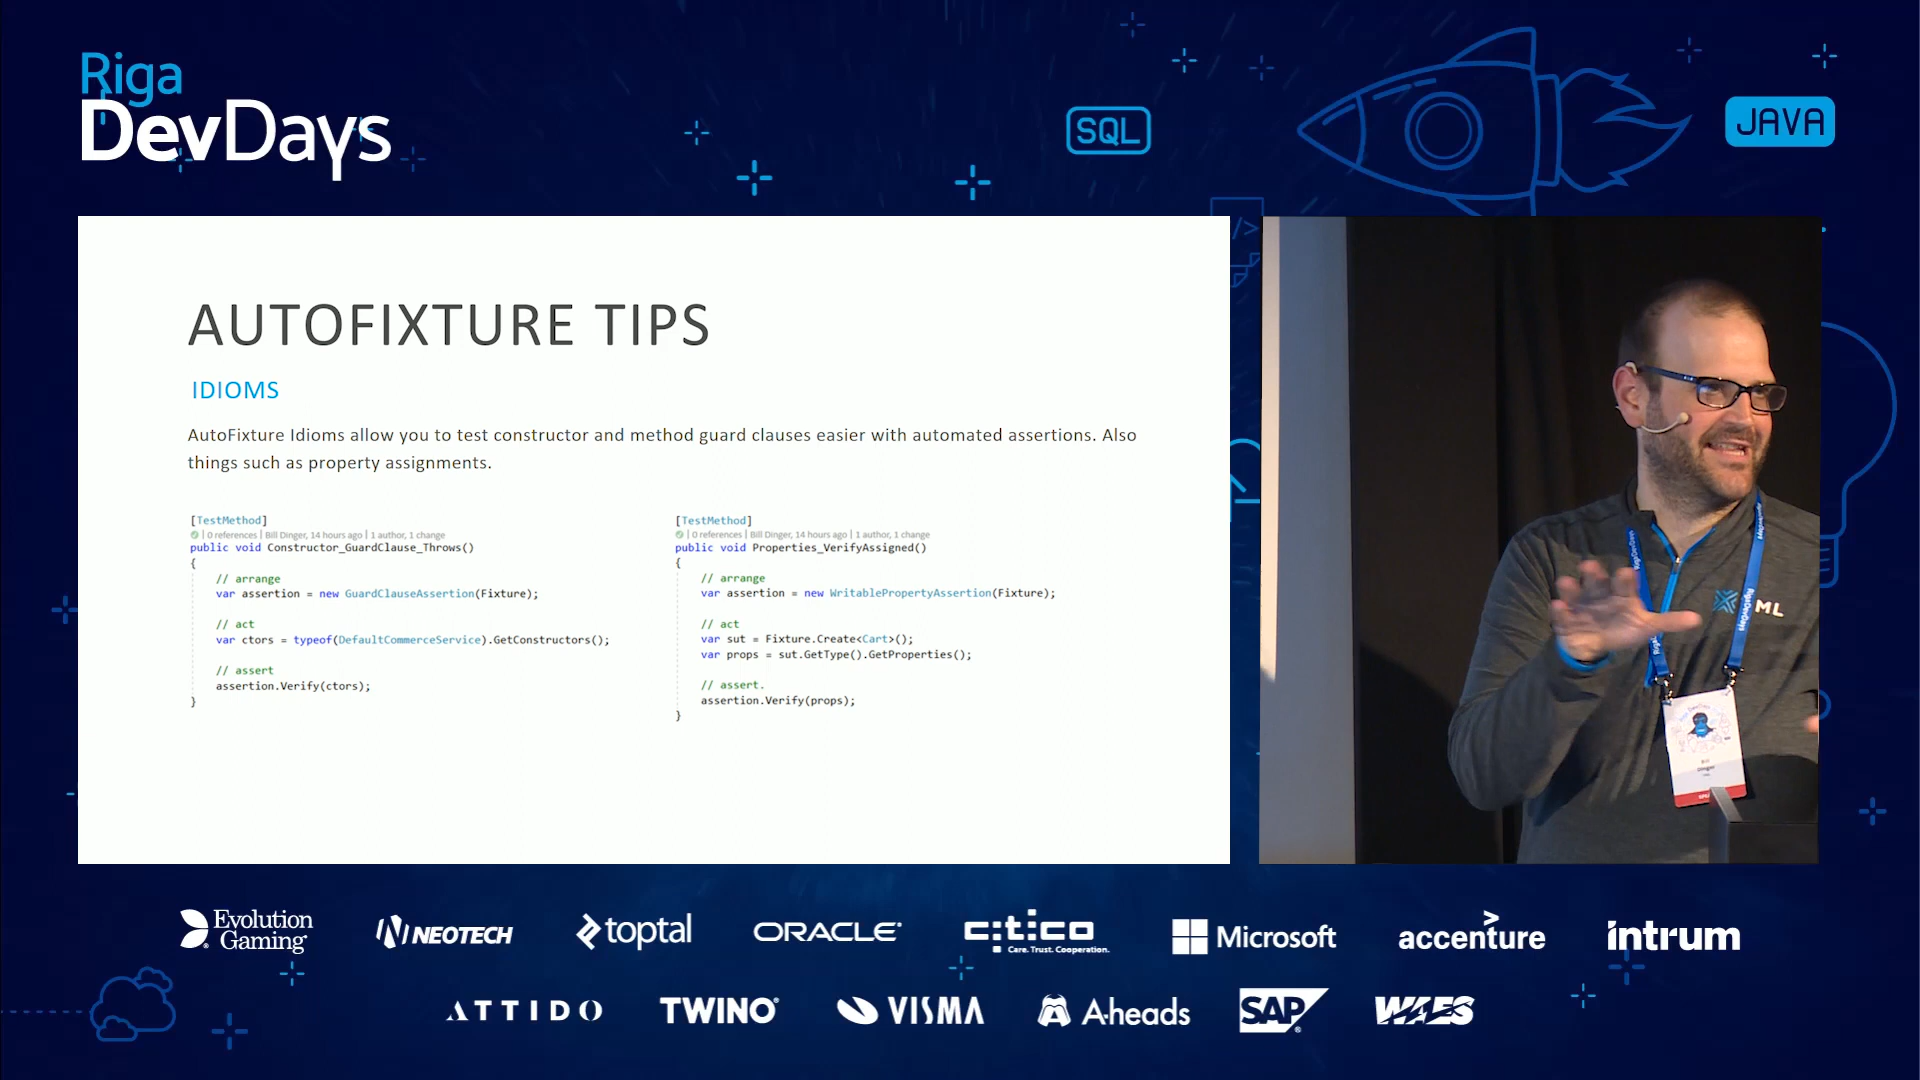 Riga
DevDays
SQL
JAVA
</>
AUTOFIXTURE TIPS
IDIOMS
AutoFixture Idioms allow you to test constructor and method guard clauses easier with automated assertions. Also
things such as property assignments.
[TestMethod]
| 0 references | Bill Dinger, 14 hours ago | 1 author, 1 change
public void Constructor_GuardClause_Throws()
{
// arrange
var assertion = new GuardClauseAssertion(Fixture);
// act
var ctors = typeof(DefaultCommerceService).GetConstructors();
// assert
assertion.Verify(ctors);
}
[TestMethod]
| 0 references | Bill Dinger, 14 hours ago | 1 author, 1 change
public void Properties_VerifyAssigned()
{
// arrange
var assertion = new WritablePropertyAssertion(Fixture);
// act
var sut = Fixture.Create<Cart>();
var props = sut.GetType().GetProperties();
// assert.
assertion.Verify(props);
}
ML
Bill
Dinger
Evolution
Gaming
NEOTECH
toptal
ORACLE
citico
Care. Trust. Cooperation.
Microsoft
accenture
intrum
ATTIDO
TWINO
VISMA
A-heads
SAP